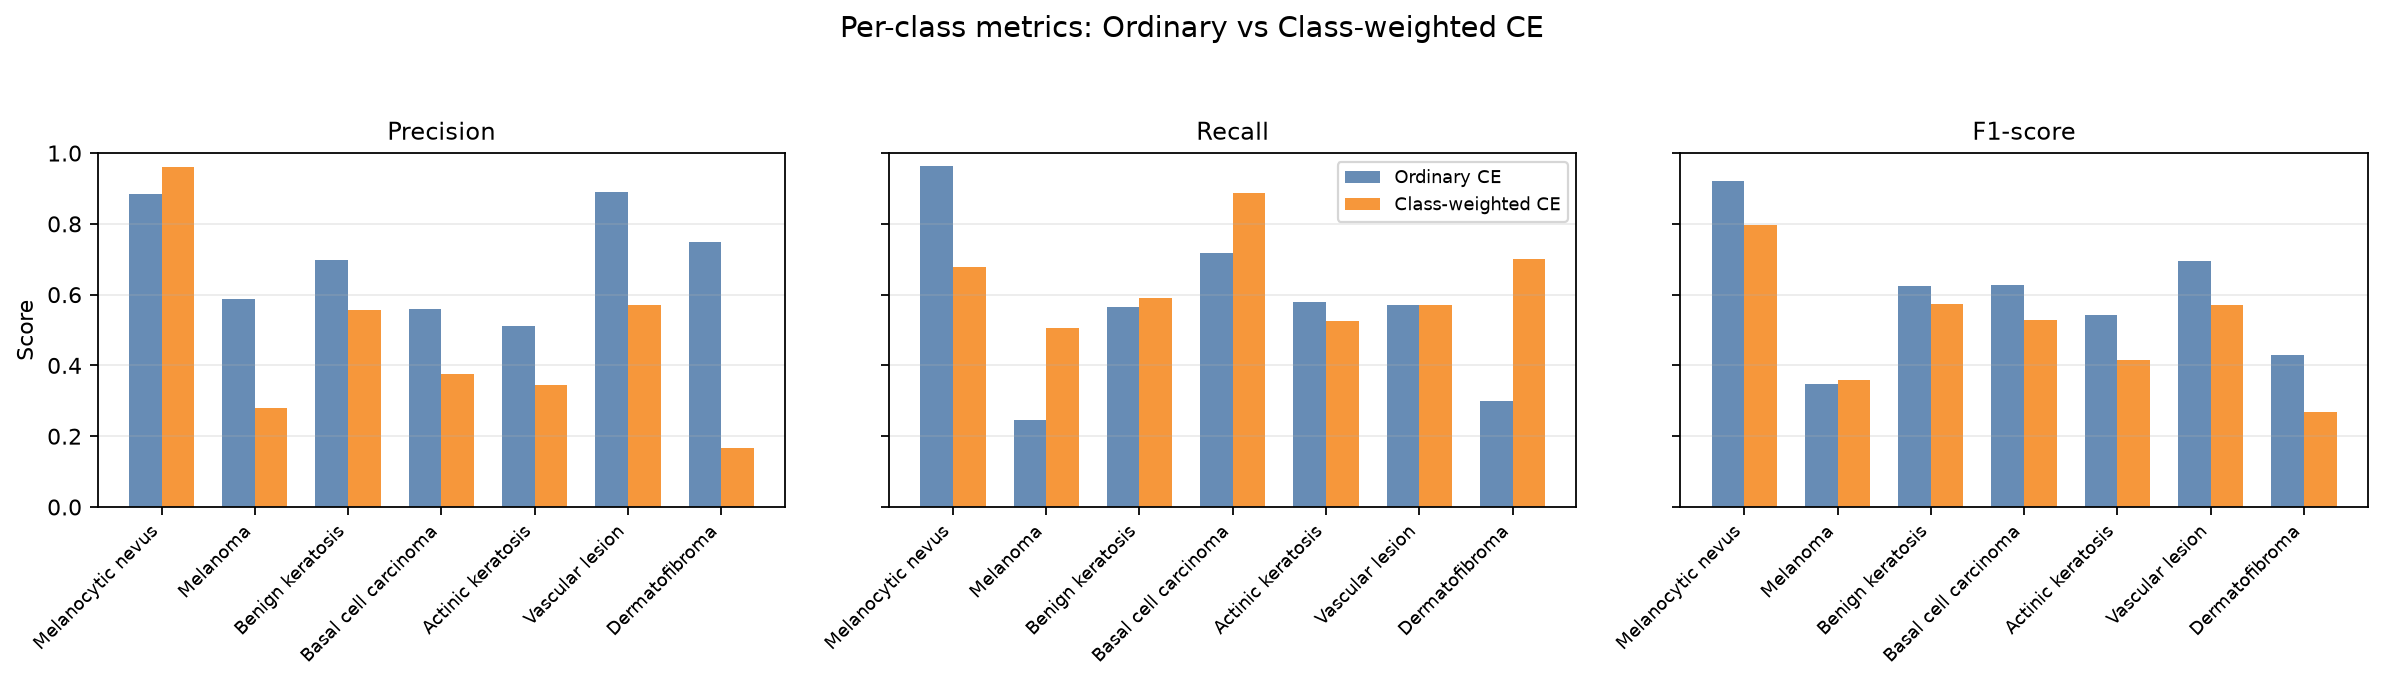 Per-class metrics: Ordinary vs Class-weighted CE
Precision
Score
1.0
0.8
0.6
0.4
0.2
0.0
Melanocytic nevus
Melanoma
Benign keratosis
Basal cell carcinoma
Actinic keratosis
Vascular lesion
Dermatofibroma
Recall
Ordinary CE
Class-weighted CE
Melanocytic nevus
Melanoma
Benign keratosis
Basal cell carcinoma
Actinic keratosis
Vascular lesion
Dermatofibroma
F1-score
Melanocytic nevus
Melanoma
Benign keratosis
Basal cell carcinoma
Actinic keratosis
Vascular lesion
Dermatofibroma